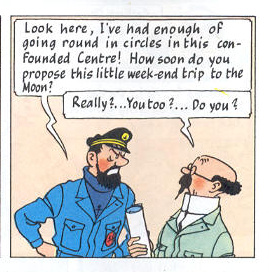 Look here, I've had enough of
going round in circles in this con-
founded Centre! How soon do you
propose this little week-end trip to the
Moon?
Really?...You too?... Do you?